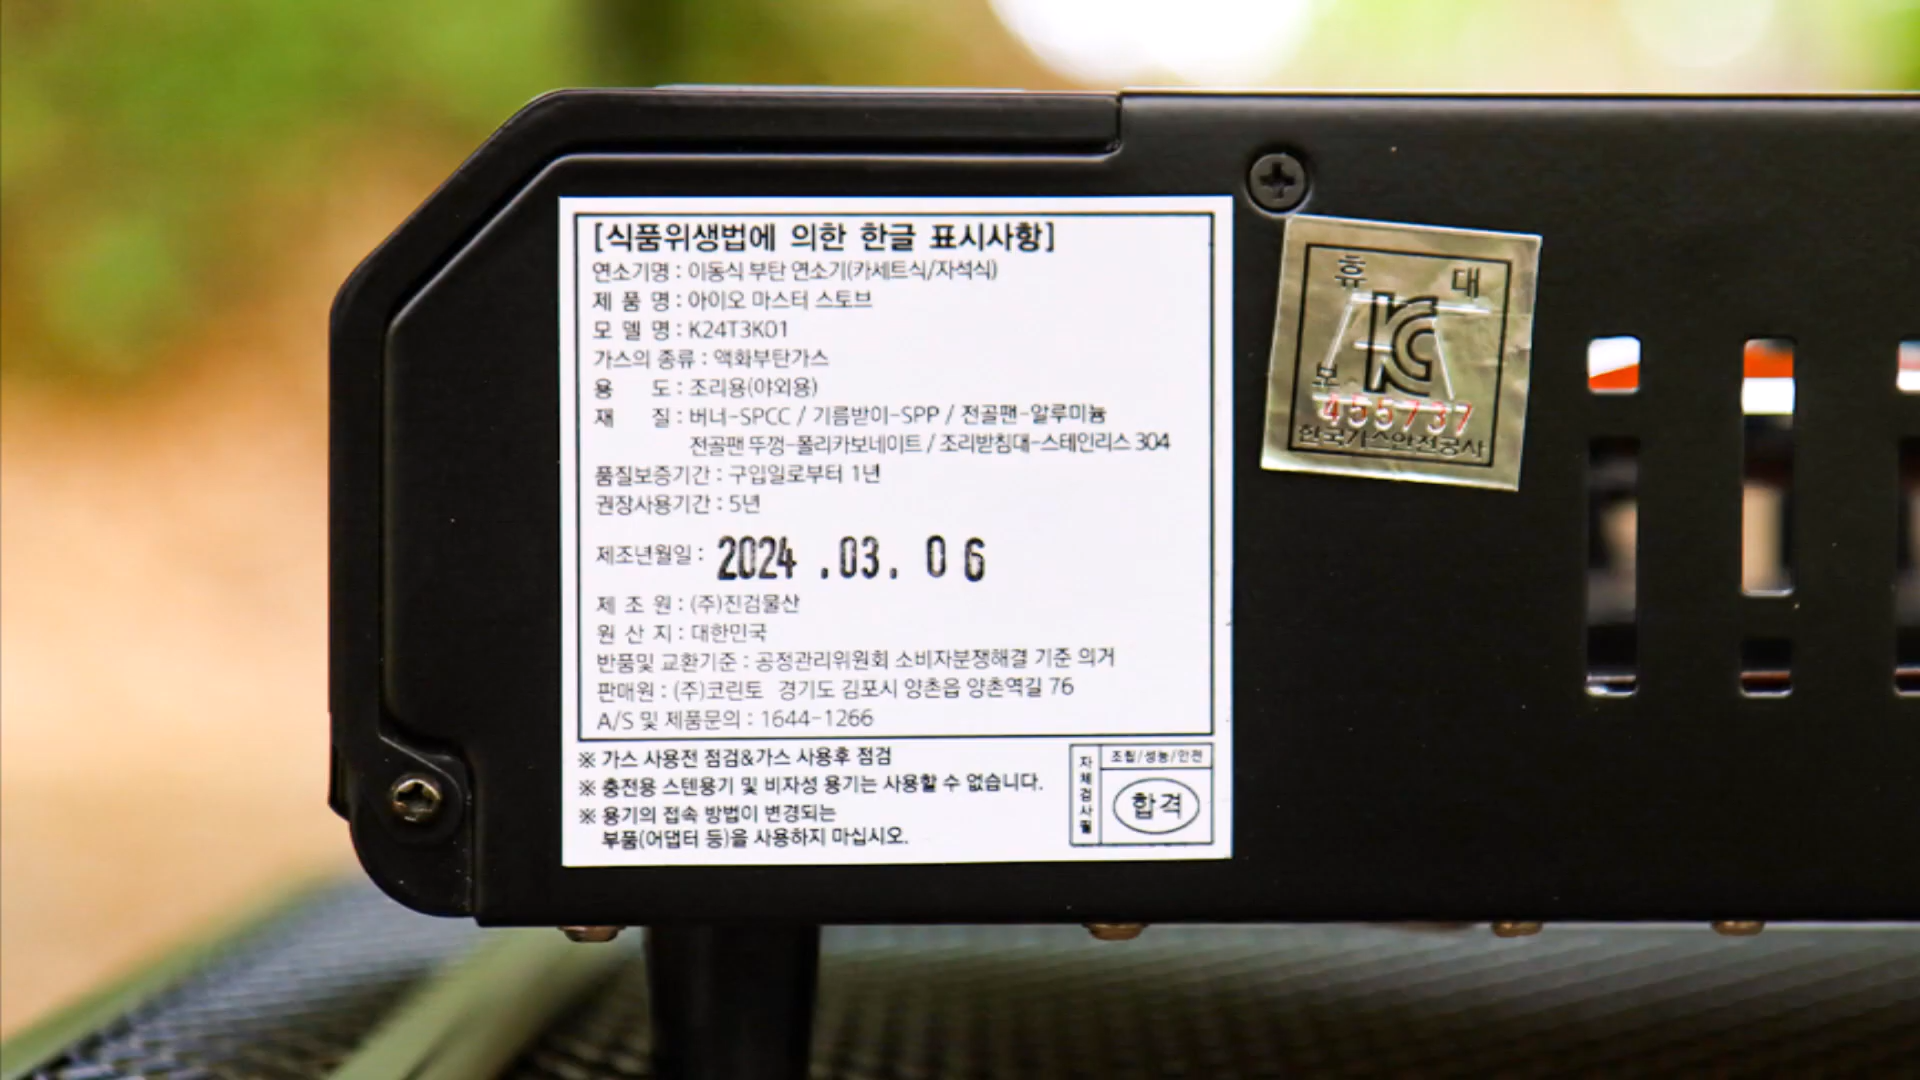 [식품위생법에 의한 한글 표시사항]
연소기명 : 이동식 부탄 연소기(카세트식/자석식)
제 품 명 : 아이오 마스터 스토브
모 델 명 : K24T3K01
가스의 종류 : 액화부탄가스
용 도 : 조리용(야외용)
재 질 : 버너-SPCC / 기름받이-SPP / 전골팬-알루미늄
전골팬 뚜껑-폴리카보네이트 / 조리받침대-스테인리스 304
품질보증기간 : 구입일로부터 1년
권장사용기간 : 5년
제조년월일 : 2024 .03. 06
제 조 원 : (주)진검물산
원 산 지 : 대한민국
반품및 교환기준 : 공정관리위원회 소비자분쟁해결 기준 의거
판매원 : (주)코린토 경기도 김포시 양촌읍 양촌역길 76
A/S 및 제품문의 : 1644-1266
※ 가스 사용전 점검&가스 사용후 점검
※ 충전용 스텐용기 및 비자성 용기는 사용할 수 없습니다.
※ 용기의 접속 방법이 변경되는
부품(어댑터 등)을 사용하지 마십시오.
자체검사필
조립/성능/안전
합격
휴 대
KC
부
455737
한국가스안전공사